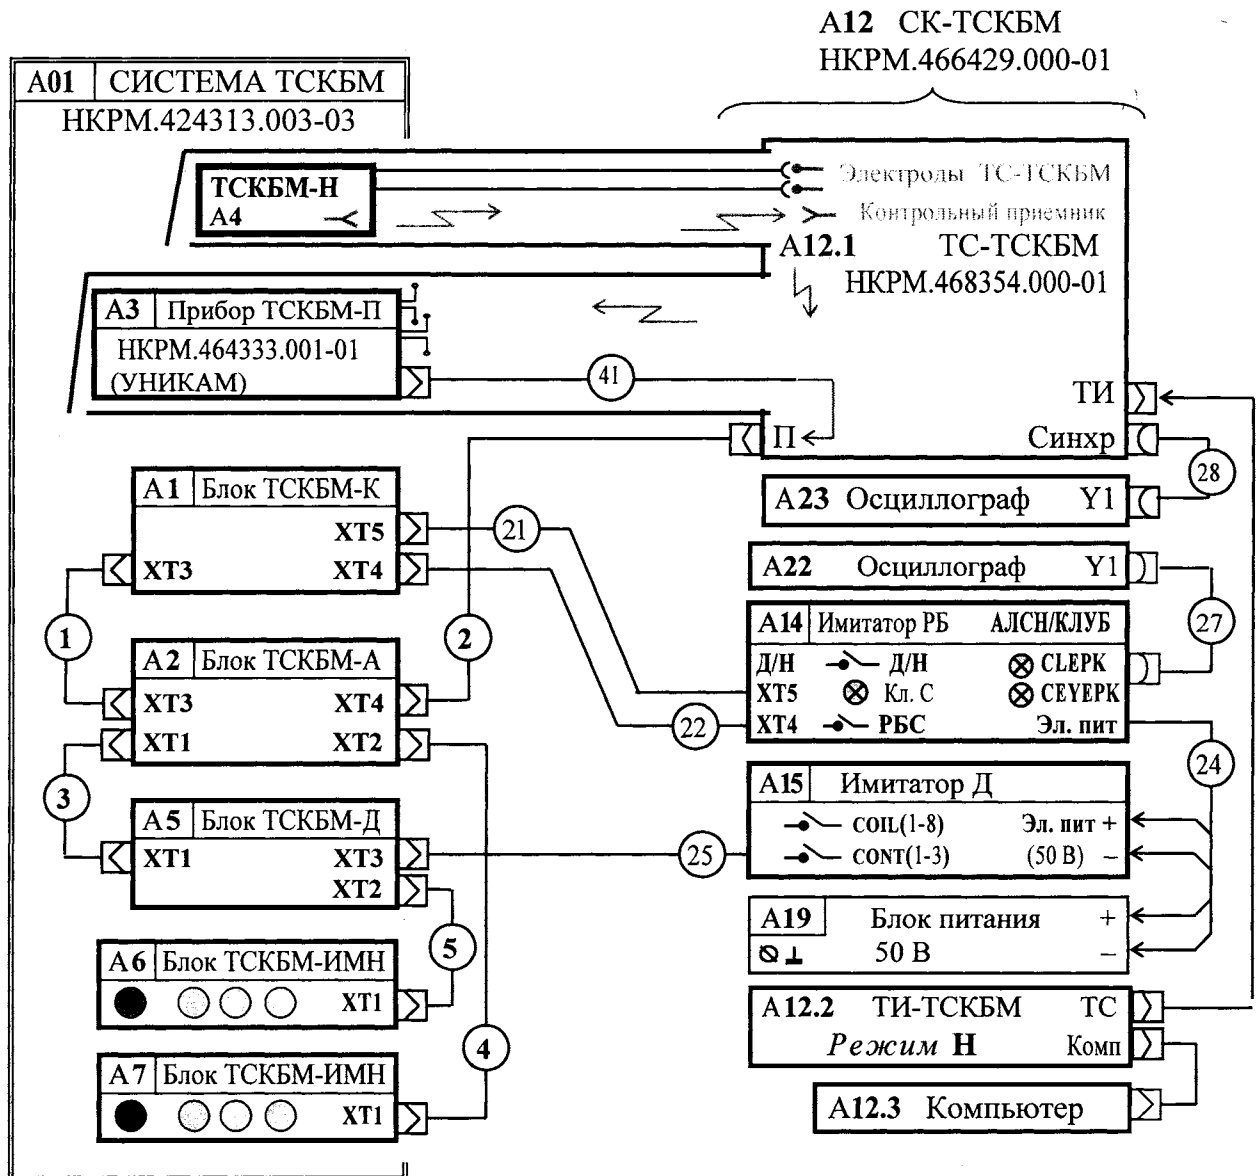 А12 СК-ТСКБМ
НКРМ.466429.000-01
А01 СИСТЕМА ТСКБМ
НКРМ.424313.003-03
ТСКБМ-Н
А4
Электроды ТС-ТСКБМ
Контрольный приемник
А12.1 ТС-ТСКБМ
НКРМ.468354.000-01
А3 Прибор ТСКБМ-П
НКРМ.464333.001-01
(УНИКАМ)
41
ТИ
П
Синхр
28
А1 Блок ТСКБМ-К
ХТ5
ХТ3 ХТ4
21
А23 Осциллограф Y1
А22 Осциллограф Y1
27
1
2
А2 Блок ТСКБМ-А
ХТ3 ХТ4
ХТ1 ХТ2
22
А14 Имитатор РБ АЛСН/КЛУБ
Д/Н Д/Н CLEPK
ХТ5 Кл. С CEYEPK
ХТ4 РБС Эл. пит
24
3
А5 Блок ТСКБМ-Д
ХТ1 ХТ3
ХТ2
25
А15 Имитатор Д
COIL(1-8) Эл. пит +
CONT(1-3) (50 В) –
А19 Блок питания +
50 В –
5
А6 Блок ТСКБМ-ИМН
ХТ1
4
А7 Блок ТСКБМ-ИМН
ХТ1
А12.2 ТИ-ТСКБМ ТС
Режим Н Комп
А12.3 Компьютер